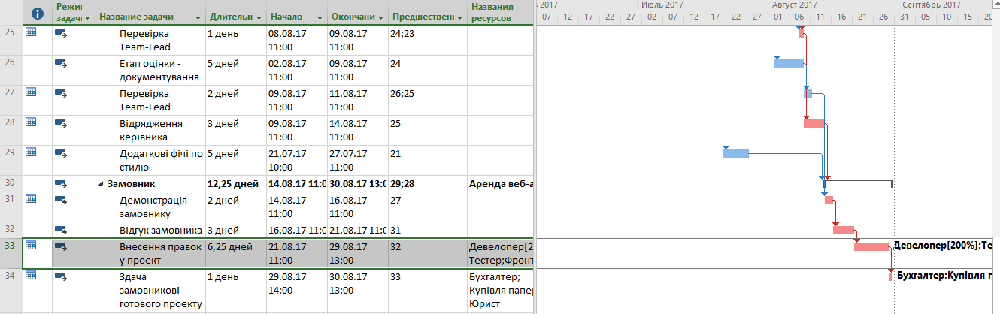 Режим задачи
Название задачи
Длительн
Начало
Окончани
Предшествен
Названия ресурсов
2017
Июль 2017
Август 2017
Сентябрь 2017
07 12 17 22 27 02 07 12 17 22 27 01 06 11 16 21 26 31 05 10 15 20
25 Перевірка Team-Lead 1 день 08.08.17 11:00 09.08.17 11:00 24;23
26 Етап оцінки - документування 5 дней 02.08.17 11:00 09.08.17 11:00 24
27 Перевірка Team-Lead 2 дней 09.08.17 11:00 11.08.17 11:00 26;25
28 Відрядження керівника 3 дней 09.08.17 11:00 14.08.17 11:00 25
29 Додаткові фічі по стилю 5 дней 21.07.17 10:00 27.07.17 11:00 21
30 Замовник 12,25 дней 14.08.17 11:0 30.08.17 13:0 29;28 Аренда веб-а
31 Демонстрація замовнику 2 дней 14.08.17 11:00 16.08.17 11:00 27
32 Відгук замовника 3 дней 16.08.17 11:0 21.08.17 11:0 31
33 Внесення правок у проект 6,25 дней 21.08.17 11:00 29.08.17 13:00 32 Девелопер[2 Тестер;Фронт
Девелопер[200%];Те
34 Здача замовникові готового проекту 1 день 29.08.17 14:00 30.08.17 13:00 33 Бухгалтер; Купівля папер Юрист
Бухгалтер;Купівля п